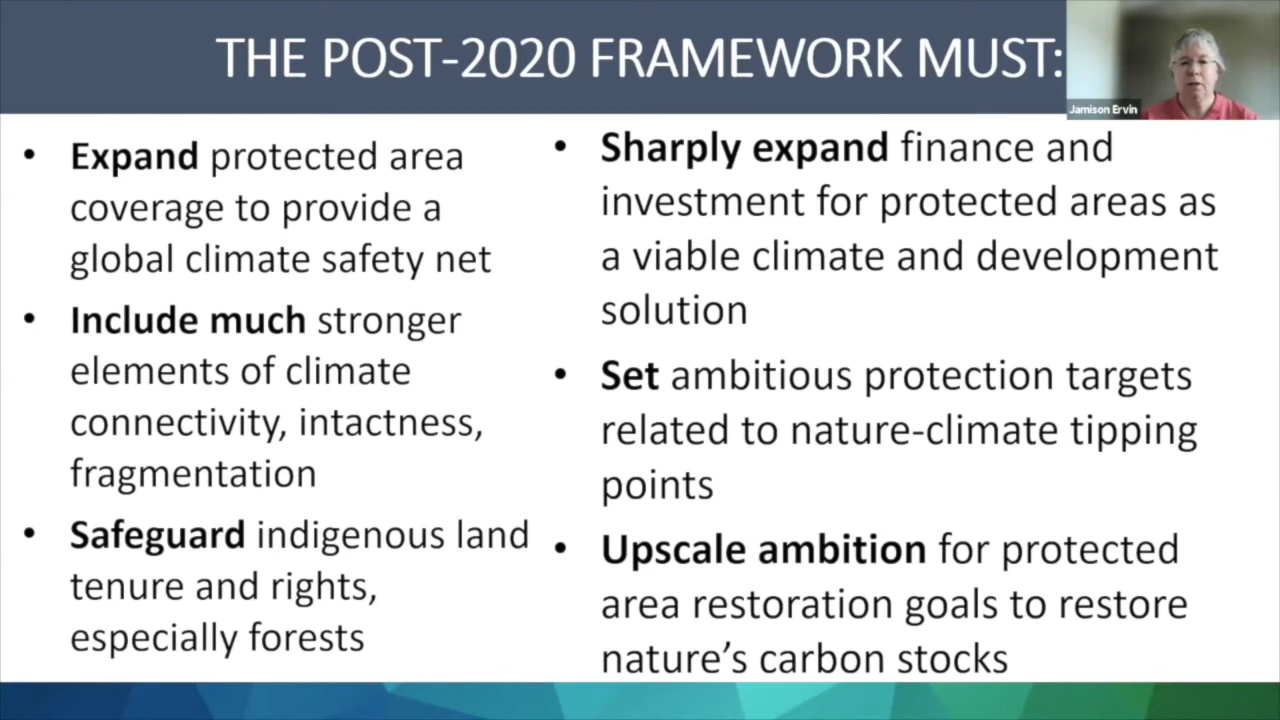 THE POST-2020 FRAMEWORK MUST:
Jamison Ervin
• Expand protected area
coverage to provide a
global climate safety net
• Include much stronger
elements of climate
connectivity, intactness,
fragmentation
• Safeguard indigenous land
tenure and rights,
especially forests
• Sharply expand finance and
investment for protected areas as
a viable climate and development
solution
• Set ambitious protection targets
related to nature-climate tipping
points
• Upscale ambition for protected
area restoration goals to restore
nature’s carbon stocks